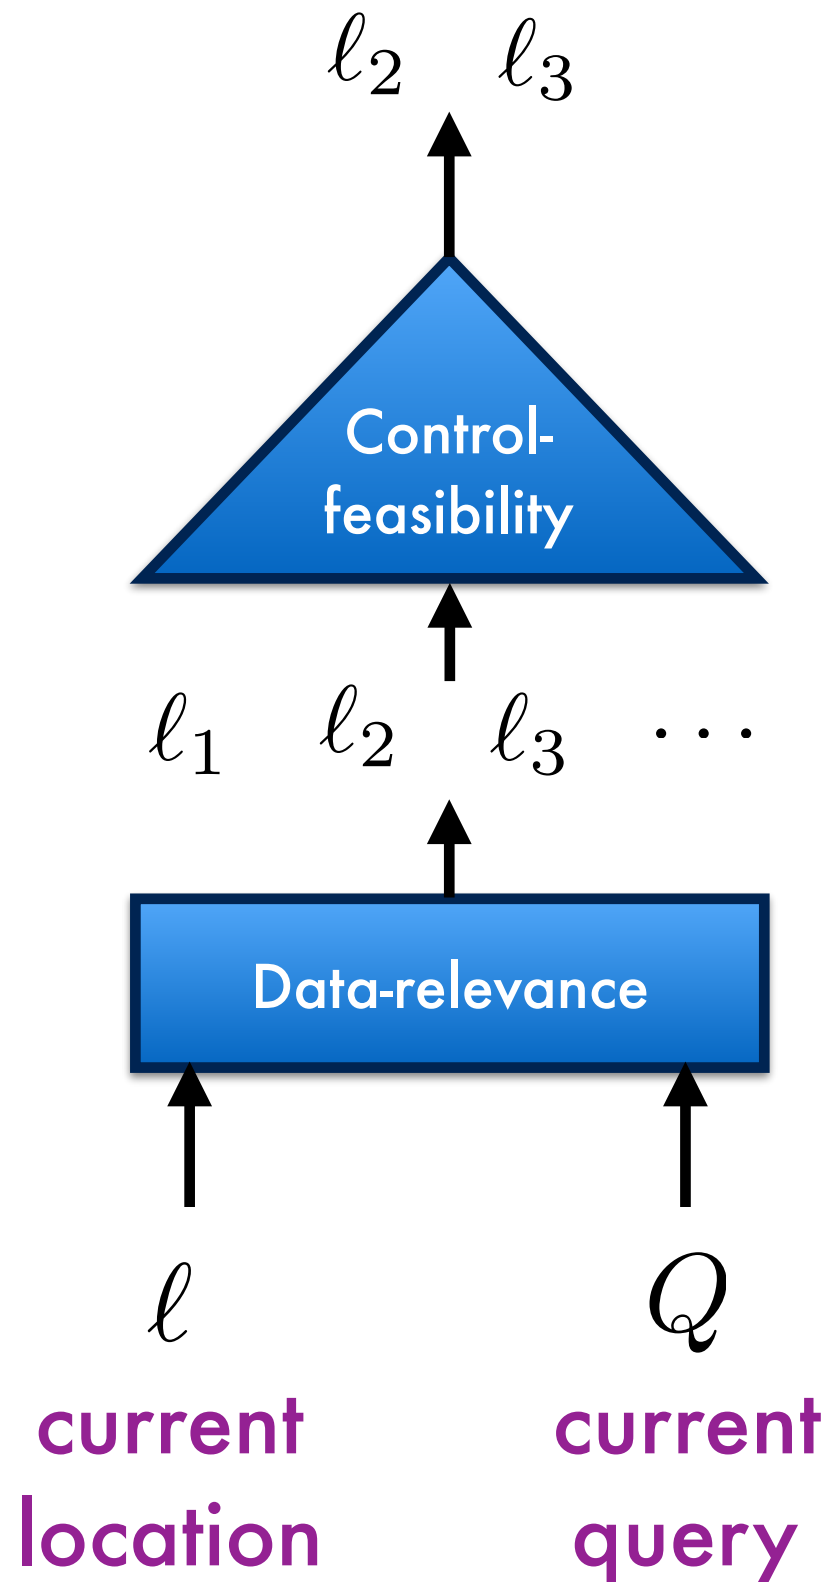 ℓ₂ ℓ₃
Control-
feasibility
ℓ₁ ℓ₂ ℓ₃ ⋯
Data-relevance
ℓ Q
current current
location query